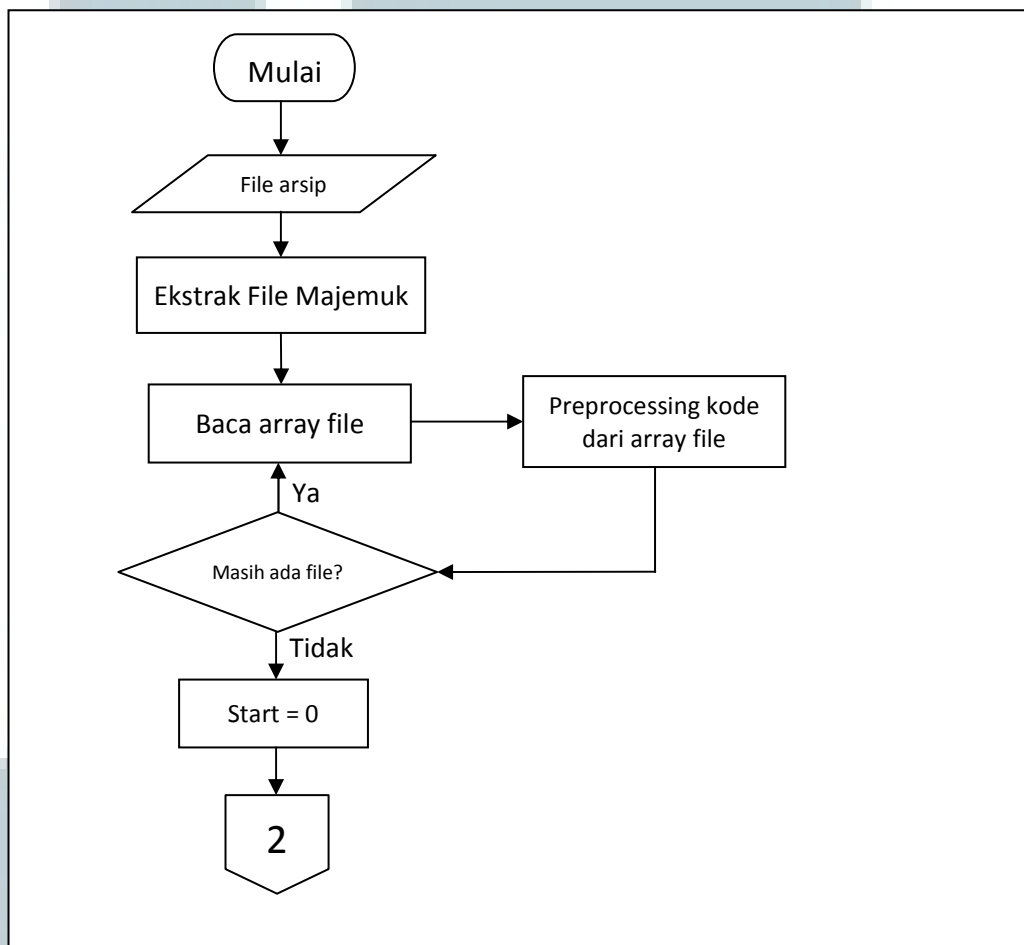 Mulai
File arsip
Ekstrak File Majemuk
Baca array file
Preprocessing kode
dari array file
Ya
Masih ada file?
Tidak
Start = 0
2